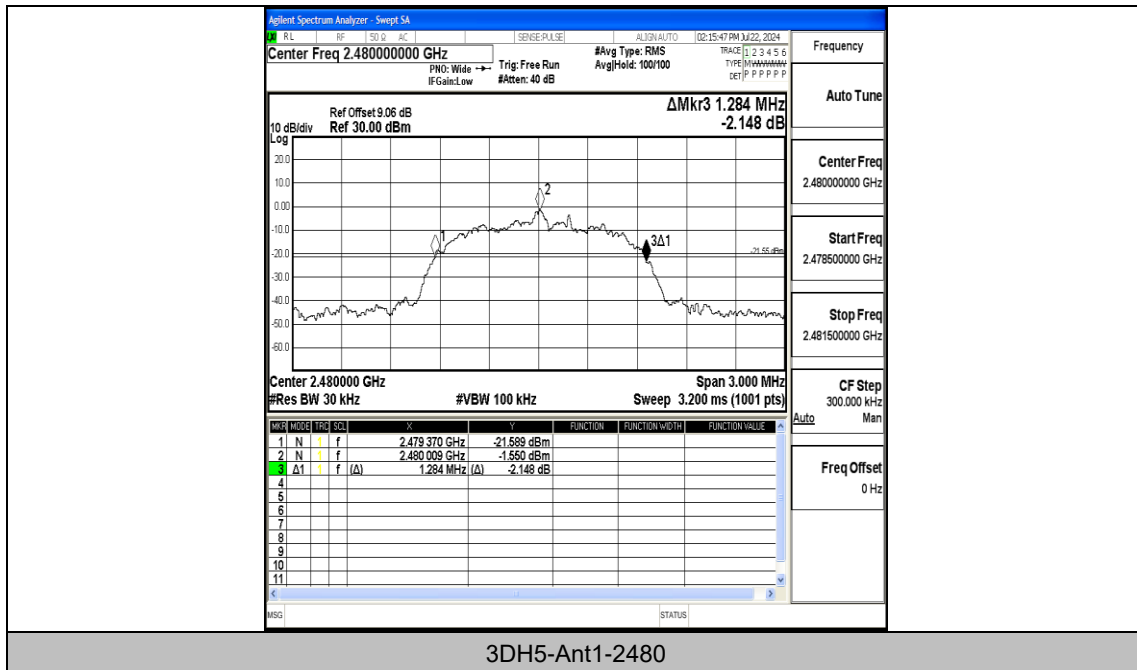 Agilent Spectrum Analyzer - Swept SA
RL RF 50 Ω AC SENSE:PULSE ALIGN AUTO 02:15:47 PM Jul 22, 2024
Center Freq 2.480000000 GHz
PNO: Wide
IFGain:Low
Trig: Free Run
#Atten: 40 dB
#Avg Type: RMS
Avg|Hold: 100/100
TRACE 1 2 3 4 5 6
TYPE M
DET P P P P P P
Frequency
Auto Tune
Center Freq
2.480000000 GHz
Start Freq
2.478500000 GHz
Stop Freq
2.481500000 GHz
CF Step
300.000 kHz
Auto Man
Freq Offset
0 Hz
ΔMkr3 1.284 MHz
-2.148 dB
Ref Offset 9.06 dB
10 dB/div Ref 30.00 dBm
Log
20.0
10.0
0.00
-10.0
-20.0
-30.0
-40.0
-50.0
-60.0
1
2
3Δ1
-21.55 dBm
Center 2.480000 GHz Span 3.000 MHz
#Res BW 30 kHz #VBW 100 kHz Sweep 3.200 ms (1001 pts)
MKR MODE TRC SCL X Y FUNCTION FUNCTION WIDTH FUNCTION VALUE
1 N 1 f 2.479 370 GHz -21.589 dBm
2 N 1 f 2.480 009 GHz -1.550 dBm
3 Δ1 1 f (Δ) 1.284 MHz (Δ) -2.148 dB
4
5
6
7
8
9
10
11
MSG STATUS
3DH5-Ant1-2480